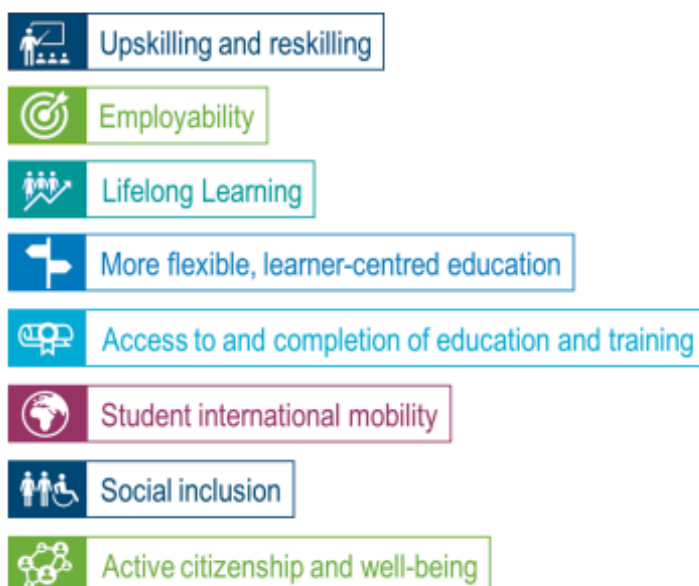 Upskilling and reskilling
Employability
Lifelong Learning
More flexible, learner-centred education
Access to and completion of education and training
Student international mobility
Social inclusion
Active citizenship and well-being